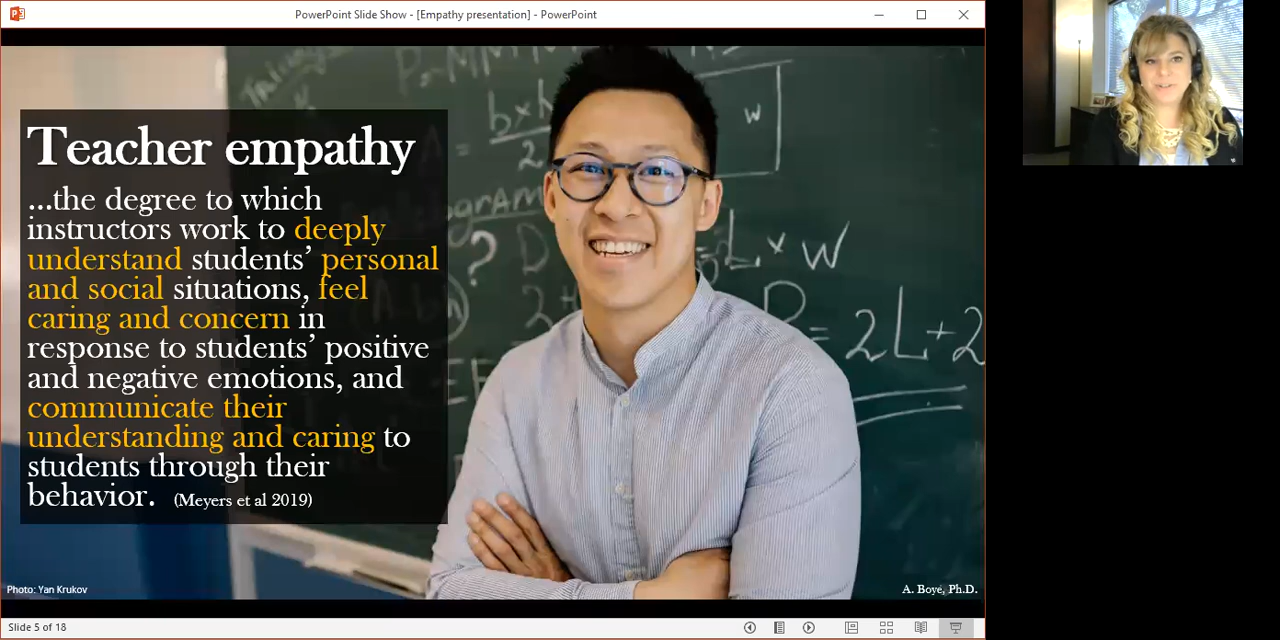 PowerPoint Slide Show - [Empathy presentation] - PowerPoint
Teacher empathy
...the degree to which
instructors work to deeply
understand students’ personal
and social situations, feel
caring and concern in
response to students’ positive
and negative emotions, and
communicate their
understanding and caring to
students through their
behavior. (Meyers et al 2019)
b×h
2
A =
w
?
L × W
P = 2L + 2
Photo: Yan Krukov
A. Boye, Ph.D.
Slide 5 of 18